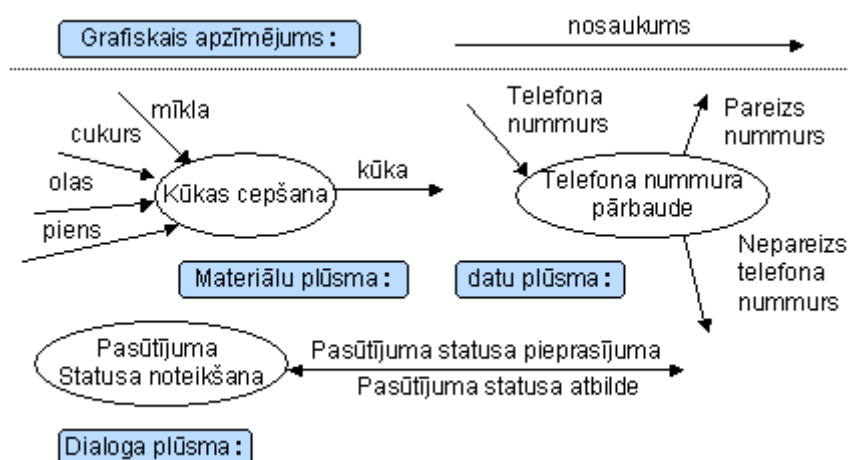 Grafiskais apzīmējums:
nosaukums
mīkla
cukurs
olas
piens
Kūkas cepšana
kūka
Telefona
nummurs
Pareizs
nummurs
Telefona nummura
pārbaude
Nepareizs
telefona
nummurs
Materiālu plūsma:
datu plūsma:
Pasūtījuma
Statusa noteikšana
Pasūtījuma statusa pieprasījuma
Pasūtījuma statusa atbilde
Dialoga plūsma: